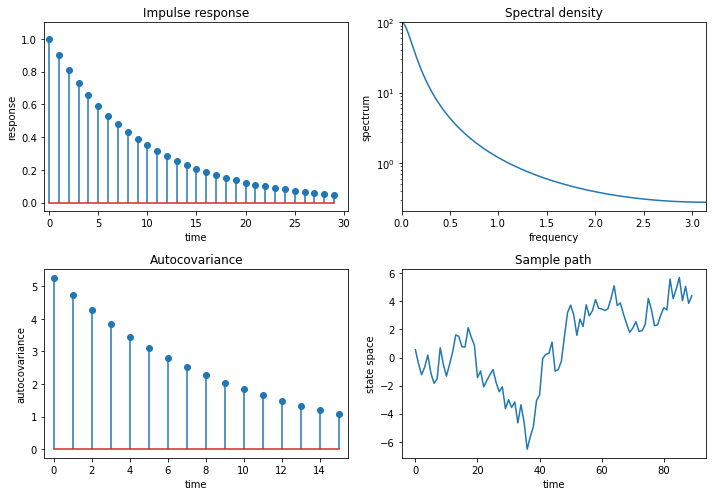 Impulse response
1.0
0.8
0.6
0.4
0.2
0.0
response
0 5 10 15 20 25 30
time
Spectral density
10²
10¹
10⁰
spectrum
0.0 0.5 1.0 1.5 2.0 2.5 3.0
frequency
Autocovariance
5
4
3
2
1
0
autocovariance
0 2 4 6 8 10 12 14
time
Sample path
6
4
2
0
−2
−4
−6
state space
0 20 40 60 80
time